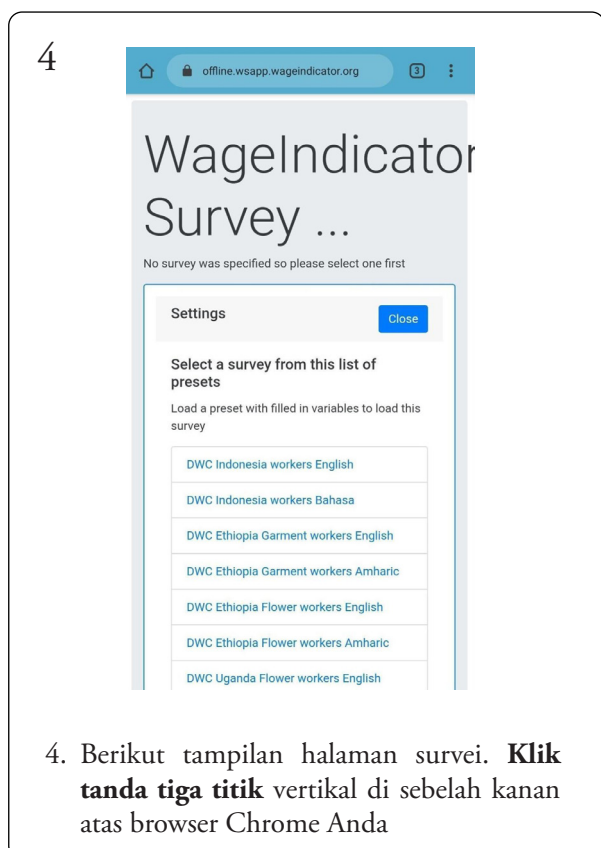 4
offline.wsapp.wageindicator.org
3
WageIndicator
Survey ...
No survey was specified so please select one first
Settings
Close
Select a survey from this list of
presets
Load a preset with filled in variables to load this
survey
DWC Indonesia workers English
DWC Indonesia workers Bahasa
DWC Ethiopia Garment workers English
DWC Ethiopia Garment workers Amharic
DWC Ethiopia Flower workers English
DWC Ethiopia Flower workers Amharic
DWC Uganda Flower workers English
4. Berikut tampilan halaman survei. Klik
tanda tiga titik vertikal di sebelah kanan
atas browser Chrome Anda